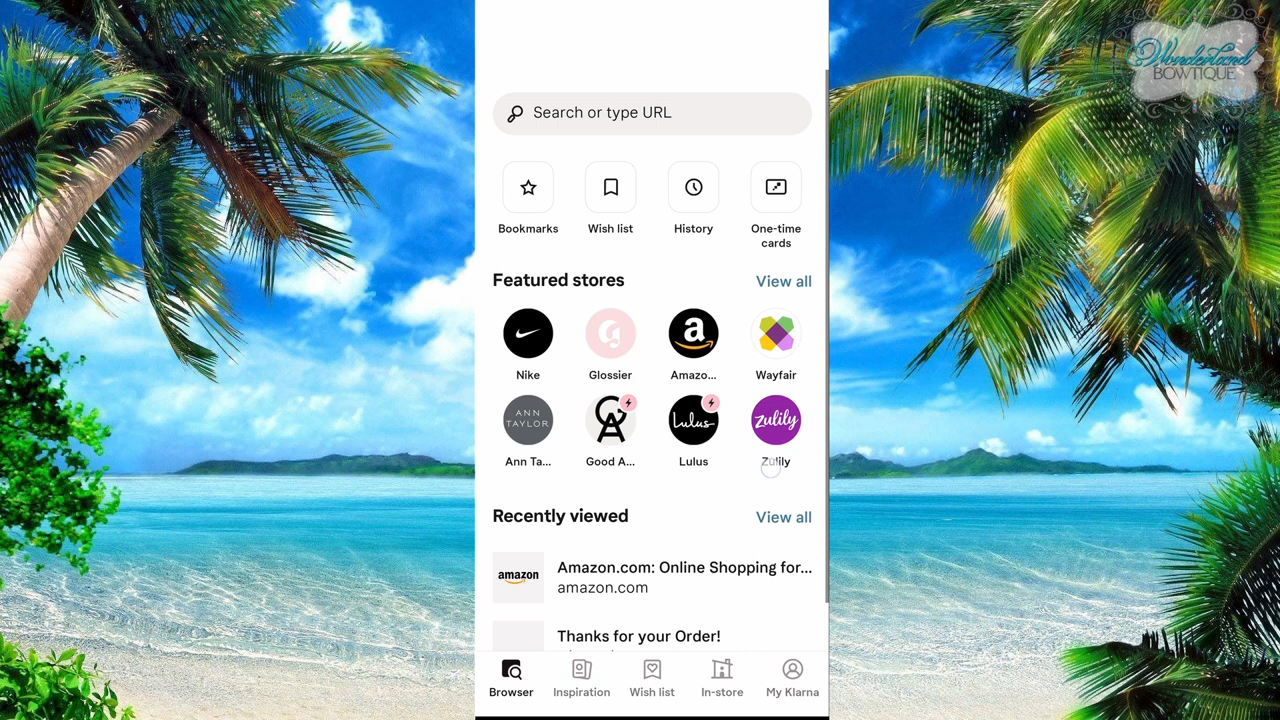 Wonderland
BOWTIQUE
Search or type URL
Bookmarks
Wish list
History
One-time
cards
Featured stores
View all
a
Nike
Glossier
Amazo...
Wayfair
ANN
TAYLOR
GA
Lulus
Zulily
Ann Ta...
Good A...
Lulus
Zulily
Recently viewed
View all
amazon
Amazon.com: Online Shopping for...
amazon.com
Thanks for your Order!
Browser
Inspiration
Wish list
In-store
My Klarna